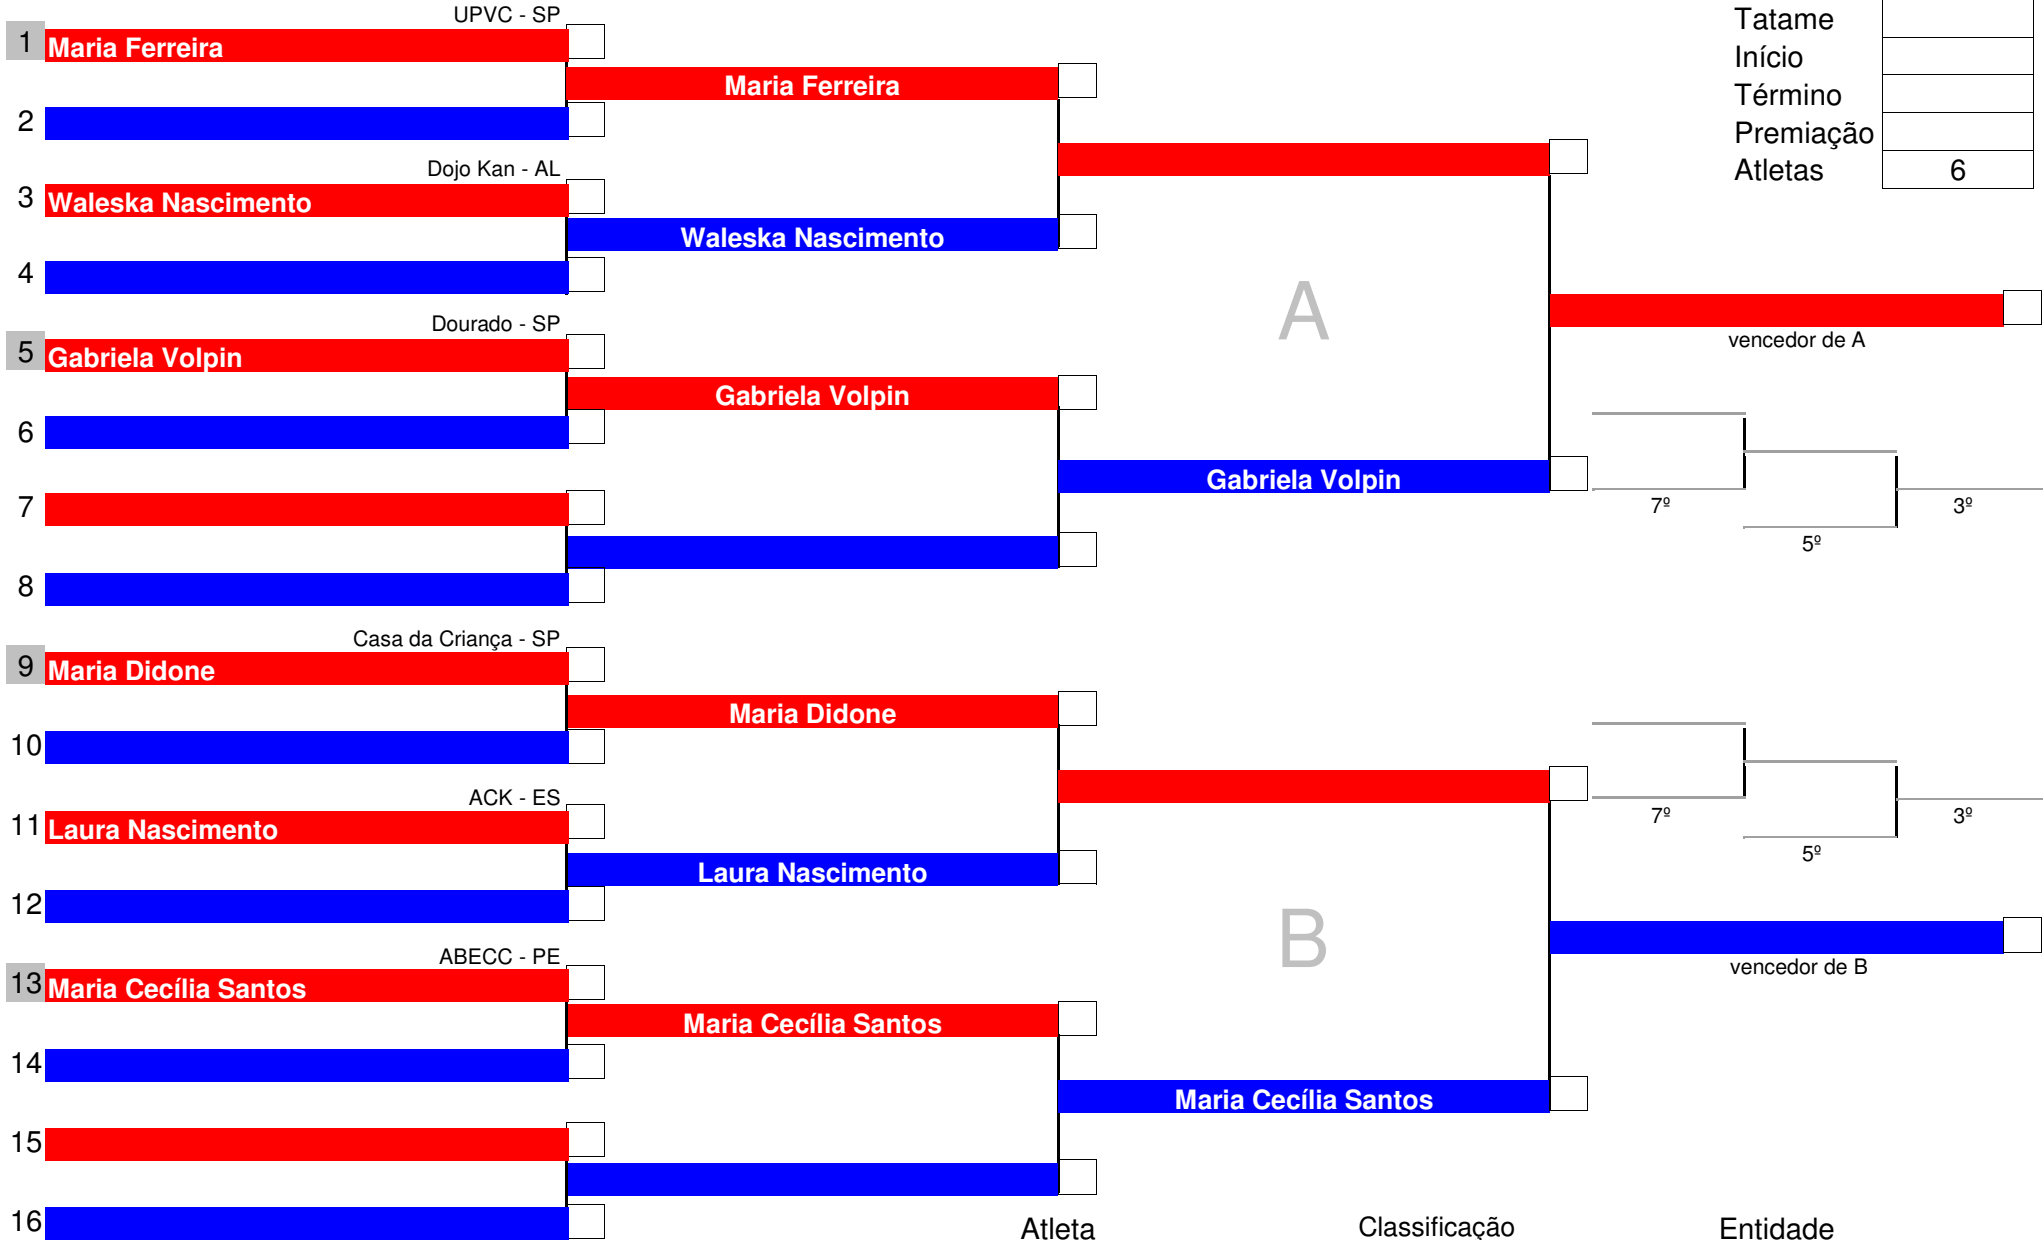 UPVC - SP
1 Maria Ferreira
Maria Ferreira
2
Dojo Kan - AL
3 Waleska Nascimento
Waleska Nascimento
4
Dourado - SP
5 Gabriela Volpin
Gabriela Volpin
6
Gabriela Volpin
7
8
Casa da Criança - SP
9 Maria Didone
Maria Didone
10
ACK - ES
11 Laura Nascimento
Laura Nascimento
12
ABECC - PE
13 Maria Cecília Santos
Maria Cecília Santos
14
Maria Cecília Santos
15
16
A
B
Tatame
Início
Término
Premiação
Atletas 6
vencedor de A
7º
3º
5º
7º
3º
5º
vencedor de B
Atleta Classificação Entidade